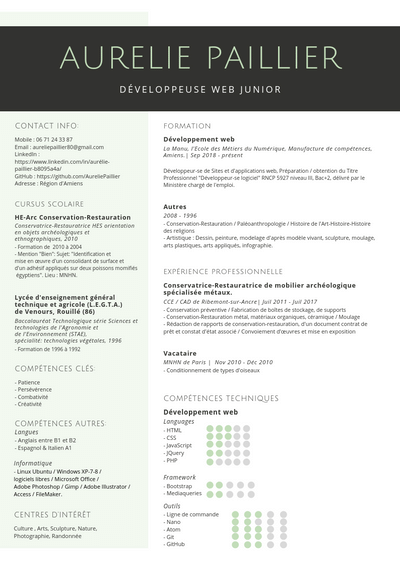 AURELIE PAILLIER
DÉVELOPPEUSE WEB JUNIOR
CONTACT INFO
Mobile : 06 71 24 33 87
Email : aureliepaillier80@gmail.com
LinkedIn :
https://www.linkedin.com/in/aurélie-
paillier-b8095a4a/
GitHub : https://github.com/AureliePaillier
Adresse : Région d'Amiens
CURSUS SCOLAIRE
HE-Arc Conservation-Restauration
Conservatrice-Restauratrice HES orientation
en objets archéologiques et
ethnographiques, 2010
- Formation de 2010 à 2004
- Mention "Bien": Sujet: "Identification et
mise en œuvre d'un consolidant de surface et
d'un adhésif appliqués sur deux poissons momifiés
égyptiens". Lieu : MNHN.
Lycée d'enseignement général
technique et agricole (L.E.G.T.A.)
de Venours, Rouillé (86)
Baccalauréat Technologique série Sciences et
technologies de l'Agronomie et
de l'Environnement (STAE),
spécialité: technologies végétales, 1996
- Formation de 1996 à 1992
COMPÉTENCES CLÉS
- Patience
- Persévérence
- Combativité
- Créativité
COMPÉTENCES AUTRES:
Langues
- Anglais entre B1 et B2
- Espagnol & Italien A1
Informatique
- Linux Ubuntu / Windows XP-7-8 /
logiciels libres / Microsoft Office /
Adobe Photoshop / Gimp / Adobe Illustrator /
Access / FileMaker.
CENTRES D'INTÉRÊT
Culture , Arts, Sculpture, Nature,
Photographie, Randonnée
FORMATION
Développement web
La Manu, l'École des Métiers du Numérique, Manufacture de compétences,
Amiens.| Sep 2018 - présent
Développeur-se de Sites et d'applications web, Préparation / obtention du Titre
Professionnel "Développeur-se logiciel" RNCP 5927 niveau III, Bac+2, délivré par le
Ministère chargé de l'emploi.
Autres
2008 - 1996
- Conservation-Restauration / Paléoanthropologie / Histoire de l'Art-Histoire-Histoire
des religions
- Artistique : Dessin, peinture, modelage d'après modèle vivant, sculpture, moulage,
arts plastiques, arts appliqués, infographie.
EXPÉRIENCE PROFESSIONELLE
Conservatrice-Restauratrice de mobilier archéologique
spécialisée métaux.
CCE / CAD de Ribemont-sur-Ancre| Juil 2011 - Juil 2017
- Conservation préventive / Fabrication de boîtes de stockage, de supports
- Conservation-Restauration métal, matériaux organiques, céramique / Moulage
- Rédaction de rapports de conservation-restauration, d'un document contrat de
prêt et constat d'état associé / Convoiement d'œuvres et mise en exposition
Vacataire
MNHN de Paris | Nov 2010 - Déc 2010
- Conditionnement de types d'oiseaux
COMPÉTENCES TECHNIQUES
Développement web
Languages
- HTML
- CSS
- JavaScript
- JQuery
- PHP
Framework
- Bootstrap
- Mediaqueries
Outils
- Ligne de commande
- Nano
- Atom
- Git
- GitHub